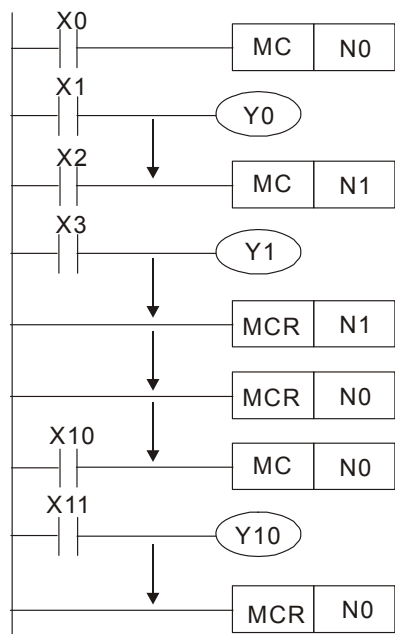 X0
MC N0
X1
Y0
X2
MC N1
X3
Y1
MCR N1
MCR N0
X10
MC N0
X11
Y10
MCR N0